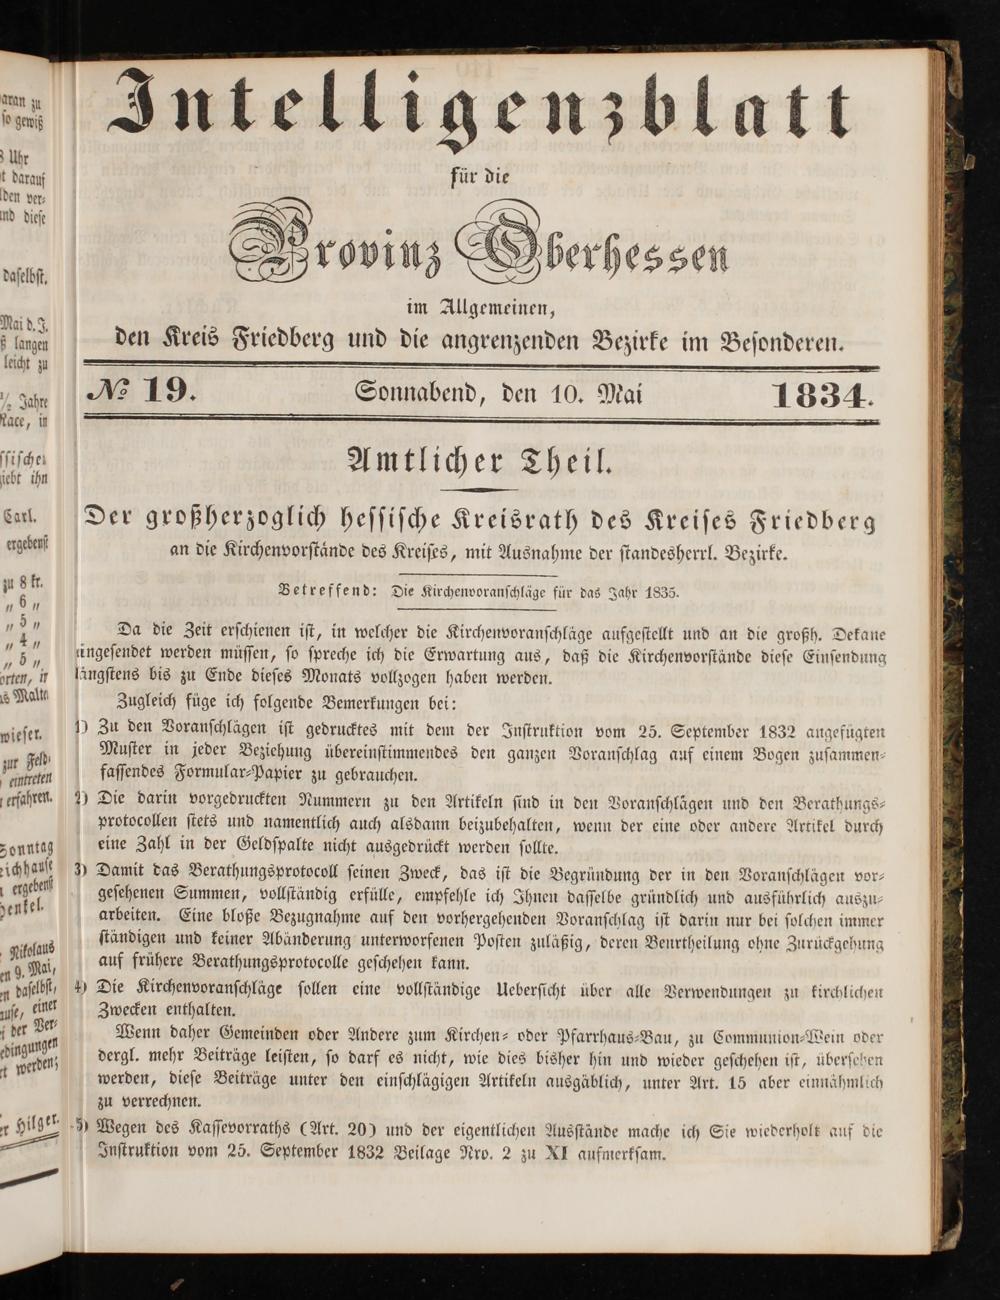 Intelligenzblatt
für die
Provinz Oberhessen
im Allgemeinen,
den Kreis Friedberg und die angrenzenden Bezirke im Besonderen.
№ 19. Sonnabend, den 10. Mai 1834.
Amtlicher Theil.
Der großherzoglich hessische Kreisrath des Kreises Friedberg
an die Kirchenvorstände des Kreises, mit Ausnahme der standesherrl. Bezirke.
Betreffend: Die Kirchenvoranschläge für das Jahr 1835.
Da die Zeit erschienen ist, in welcher die Kirchenvoranschläge aufgestellt und an die großh. Dekane
eingesendet werden müssen, so spreche ich die Erwartung aus, daß die Kirchenvorstände diese Einsendung
längstens bis zu Ende dieses Monats vollzogen haben werden.
Zugleich füge ich folgende Bemerkungen bei:
1) Zu den Voranschlägen ist gedrucktes mit dem der Instruktion vom 25. September 1832 angefügten
Muster in jeder Beziehung übereinstimmendes den ganzen Voranschlag auf einem Bogen zusammen-
fassendes Formular-Papier zu gebrauchen.
2) Die darin vorgedruckten Nummern zu den Artikeln sind in den Voranschlägen und den Berathungs-
protocollen stets und namentlich auch alsdann beizubehalten, wenn der eine oder andere Artikel durch
eine Zahl in der Geldspalte nicht ausgedrückt werden sollte.
3) Damit das Berathungsprotocoll seinen Zweck, das ist die Begründung der in den Voranschlägen vor-
gesehenen Summen, vollständig erfülle, empfehle ich Ihnen dasselbe gründlich und ausführlich auszu-
arbeiten. Eine bloße Bezugnahme auf den vorhergehenden Voranschlag ist darin nur bei solchen immer
ständigen und keiner Abänderung unterworfenen Posten zuläßig, deren Beurtheilung ohne Zurückgehung
auf frühere Berathungsprotocolle geschehen kann.
4) Die Kirchenvoranschläge sollen eine vollständige Uebersicht über alle Verwendungen zu kirchlichen
Zwecken enthalten.
Wenn daher Gemeinden oder Andere zum Kirchen- oder Pfarrhaus-Bau, zu Communion-Wein oder
dergl. mehr Beiträge leisten, so darf es nicht, wie dies bisher hin und wieder geschehen ist, übersehen
werden, diese Beiträge unter den einschlägigen Artikeln ausgäblich, unter Art. 15 aber einnähmlich
zu verrechnen.
5) Wegen des Kassevorraths (Art. 20) und der eigentlichen Ausstände mache ich Sie wiederholt auf die
Instruktion vom 25. September 1832 Beilage Nro. 2 zu XI aufmerksam.